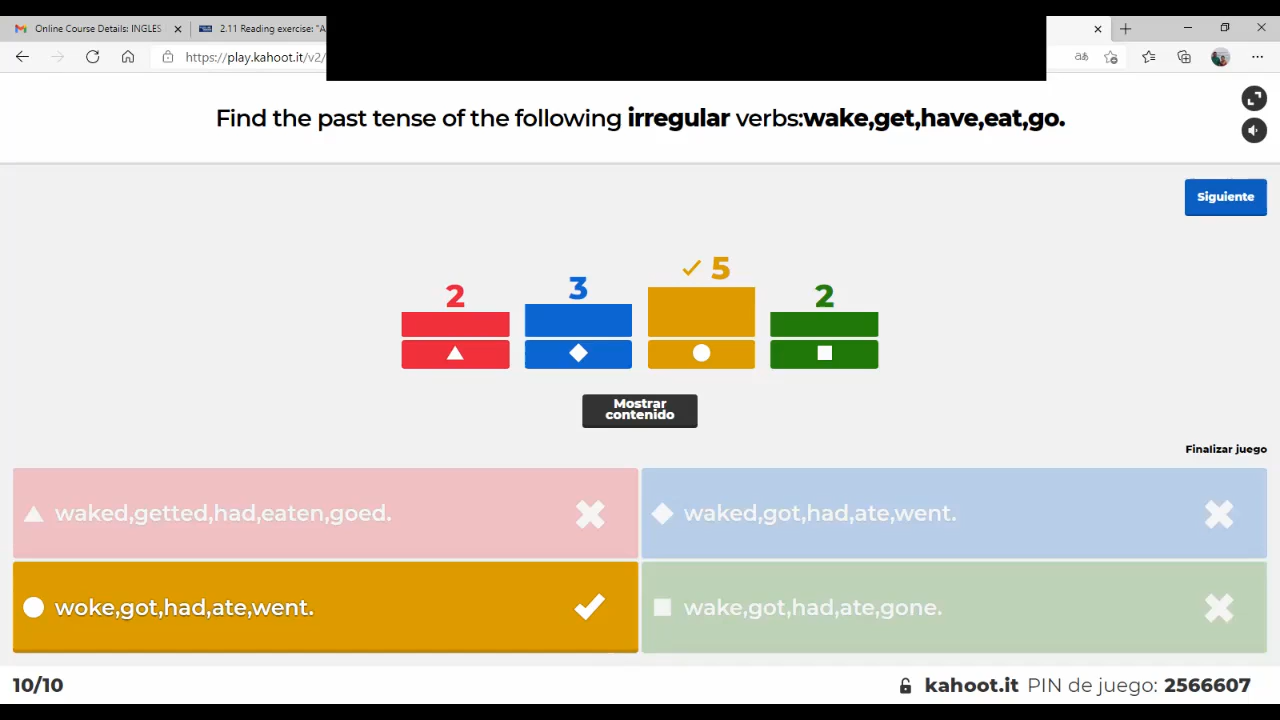 Online Course Details: INGLES
2.11 Reading exercise: "A
https://play.kahoot.it/v2/
Find the past tense of the following irregular verbs:wake,get,have,eat,go.
Siguiente
2
3
5
2
Mostrar
contenido
Finalizar juego
waked,getted,had,eaten,goed.
waked,got,had,ate,went.
woke,got,had,ate,went.
wake,got,had,ate,gone.
10/10
kahoot.it PIN de juego: 2566607